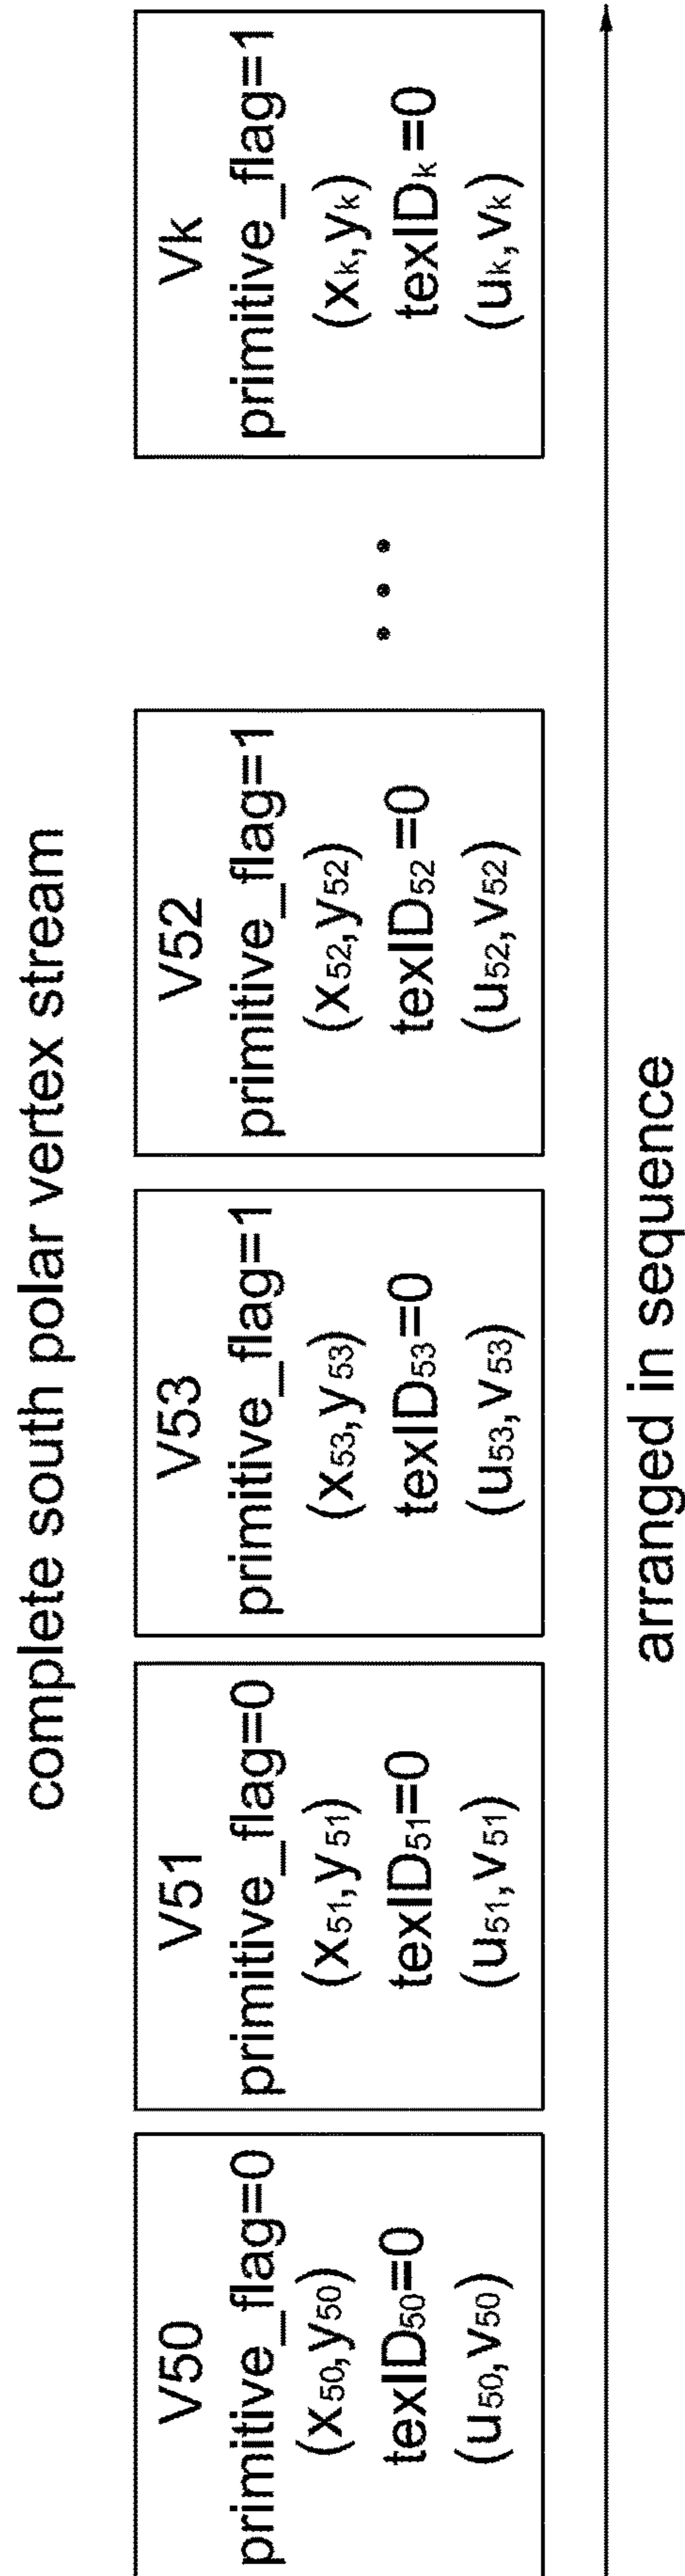 complete south polar vertex stream
V50
primitive_flag=0
(x50,y50)
texID50=0
(u50,v50)
V51
primitive_flag=0
(x51,y51)
texID51=0
(u51,v51)
V53
primitive_flag=1
(x53,y53)
texID53=0
(u53,v53)
V52
primitive_flag=1
(x52,y52)
texID52=0
(u52,v52)
...
Vk
primitive_flag=1
(xk,yk)
texIDk=0
(uk,vk)
arranged in sequence